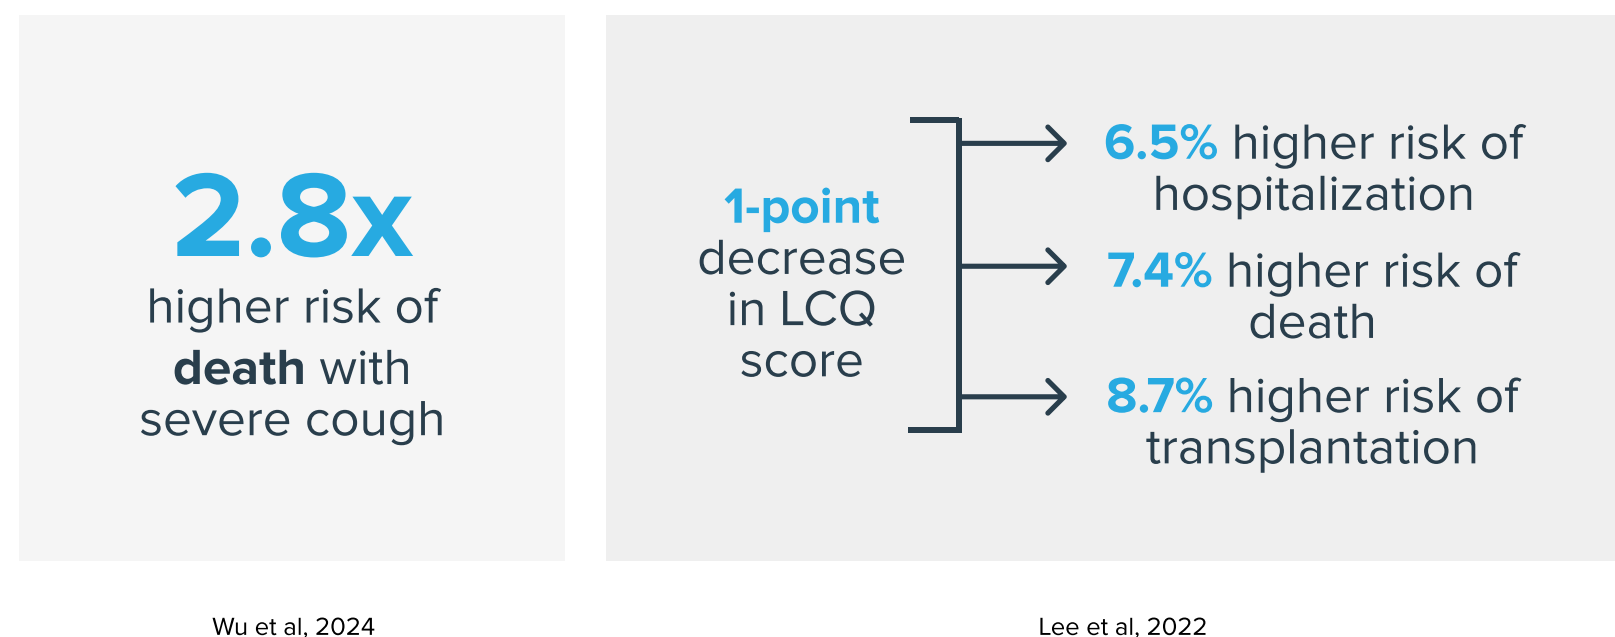 2.8x
higher risk of
death with
severe cough
1-point
decrease
in LCQ
score
6.5% higher risk of
hospitalization
7.4% higher risk of
death
8.7% higher risk of
transplantation
Wu et al, 2024
Lee et al, 2022